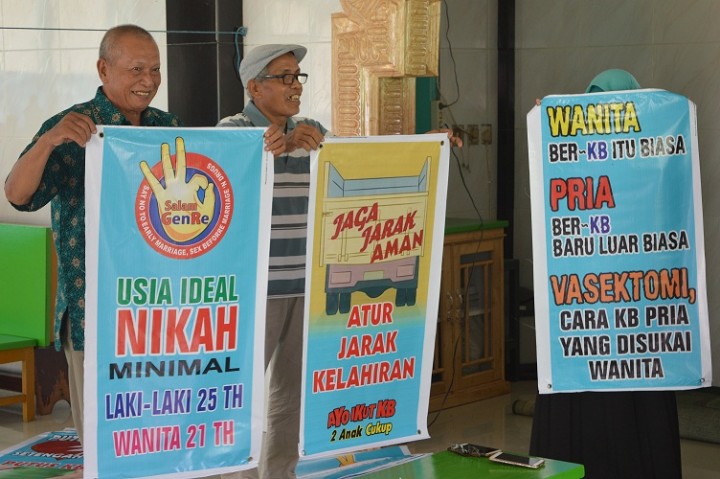 Salam
GenRe
SAY NO TO EARLY MARRIAGE, SEX BEFORE MARRIAGE 'N DRUGS
USIA IDEAL
NIKAH
MINIMAL
LAKI-LAKI 25 TH
WANITA 21 TH
JAGA
JARAK
AMAN
ATUR
JARAK
KELAHIRAN
AYO IKUT KB
2 Anak Cukup
WANITA
BER-KB ITU BIASA
PRIA
BER-KB
BARU LUAR BIASA
VASEKTOMI,
CARA KB PRIA
YANG DISUKAI
WANITA